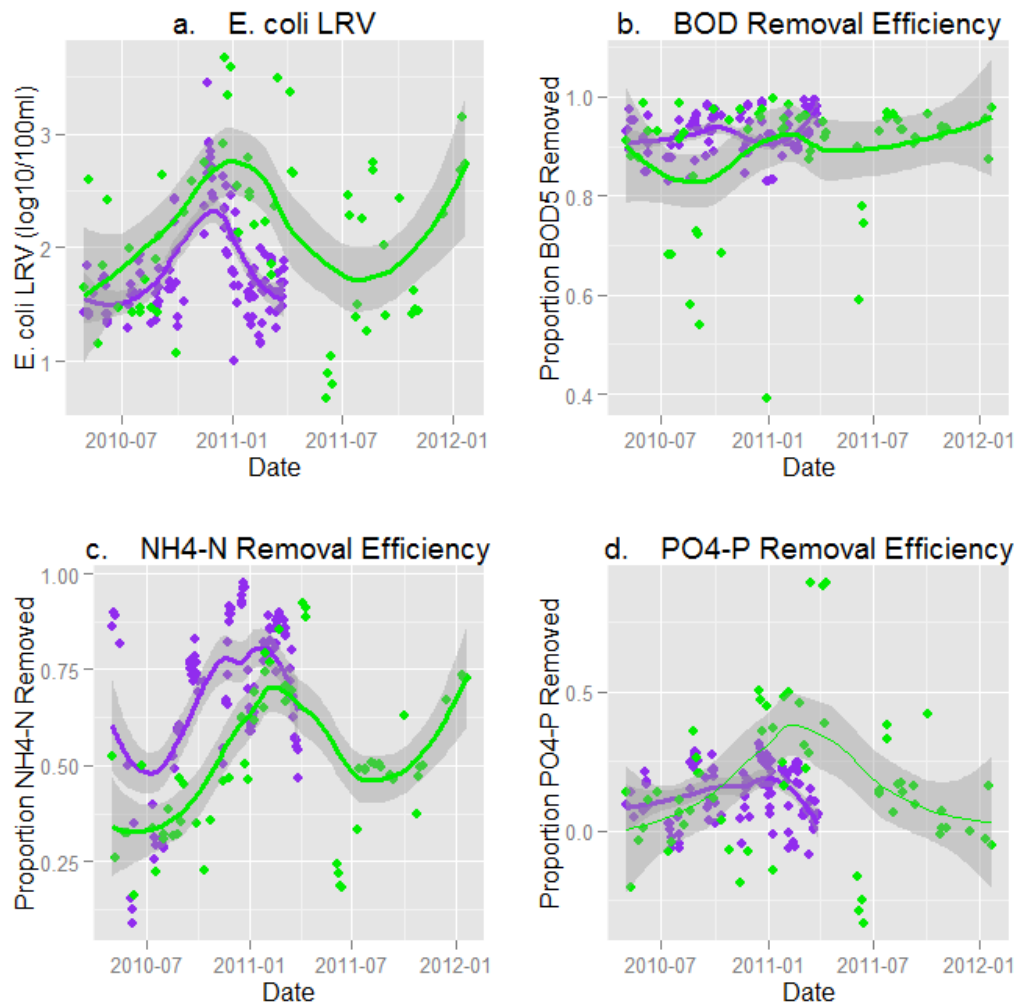 a. E. coli LRV
E. coli LRV (log10/100ml)
3
2
1
2010-07 2011-01 2011-07 2012-01
Date
b. BOD Removal Efficiency
Proportion BOD5 Removed
1.0
0.8
0.6
0.4
2010-07 2011-01 2011-07 2012-01
Date
c. NH4-N Removal Efficiency
Proportion NH4-N Removed
1.00
0.75
0.50
0.25
2010-07 2011-01 2011-07 2012-01
Date
d. PO4-P Removal Efficiency
Proportion PO4-P Removed
0.5
0.0
2010-07 2011-01 2011-07 2012-01
Date